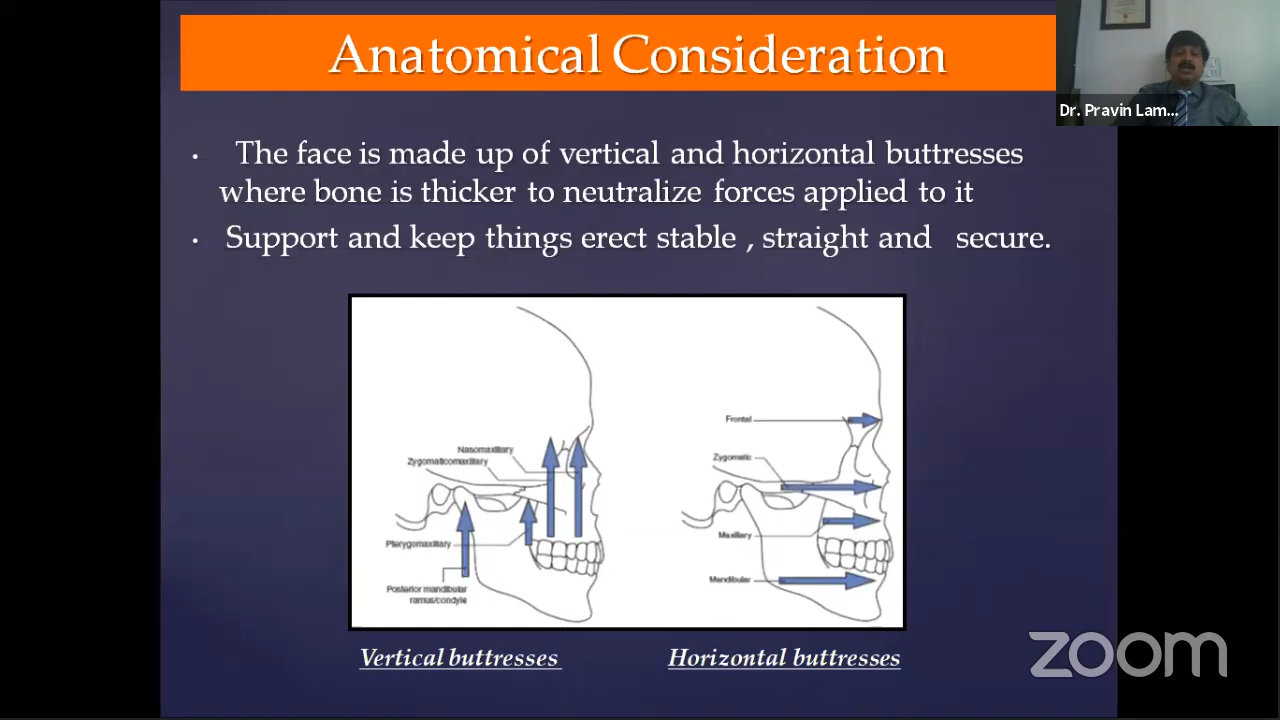 Anatomical Consideration
Dr. Pravin Lam...
• The face is made up of vertical and horizontal buttresses
where bone is thicker to neutralize forces applied to it
• Support and keep things erect stable , straight and secure.
Nasomaxillary
Zygomaticomaxillary
Pterygomaxillary
Posterior mandibular
ramus/condyle
Frontal
Zygomatic
Maxillary
Mandibular
Vertical buttresses
Horizontal buttresses
zoom